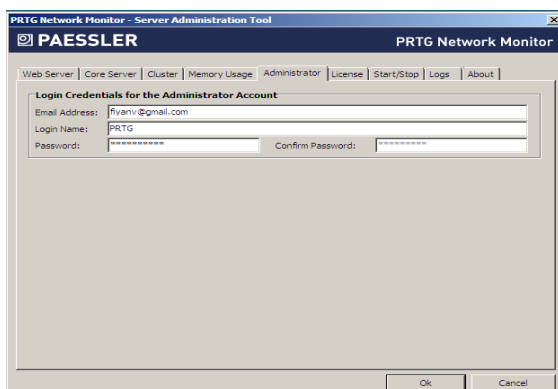 PRTG Network Monitor - Server Administration Tool
PAESSLER PRTG Network Monitor
Web Server Core Server Cluster Memory Usage Administrator License Start/Stop Logs About
Login Credentials for the Administrator Account
Email Address: fiyanv@gmail.com
Login Name: PRTG
Password: ********** Confirm Password: *********
Ok Cancel